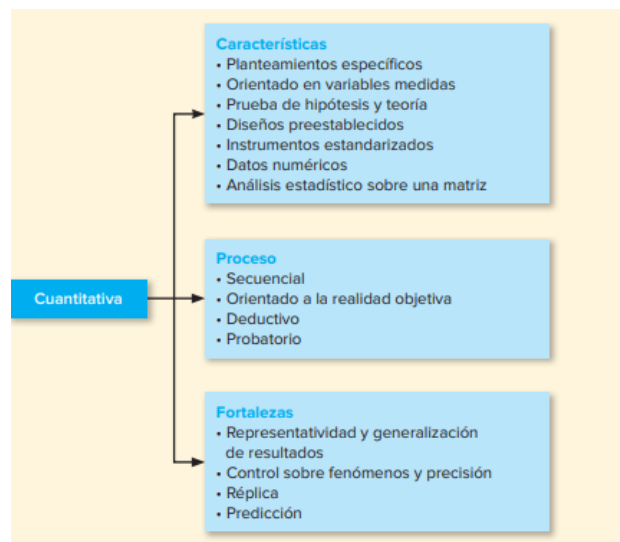 Cuantitativa
Características
• Planteamientos específicos
• Orientado en variables medidas
• Prueba de hipótesis y teoría
• Diseños preestablecidos
• Instrumentos estandarizados
• Datos numéricos
• Análisis estadístico sobre una matriz
Proceso
• Secuencial
• Orientado a la realidad objetiva
• Deductivo
• Probatorio
Fortalezas
• Representatividad y generalización
de resultados
• Control sobre fenómenos y precisión
• Réplica
• Predicción